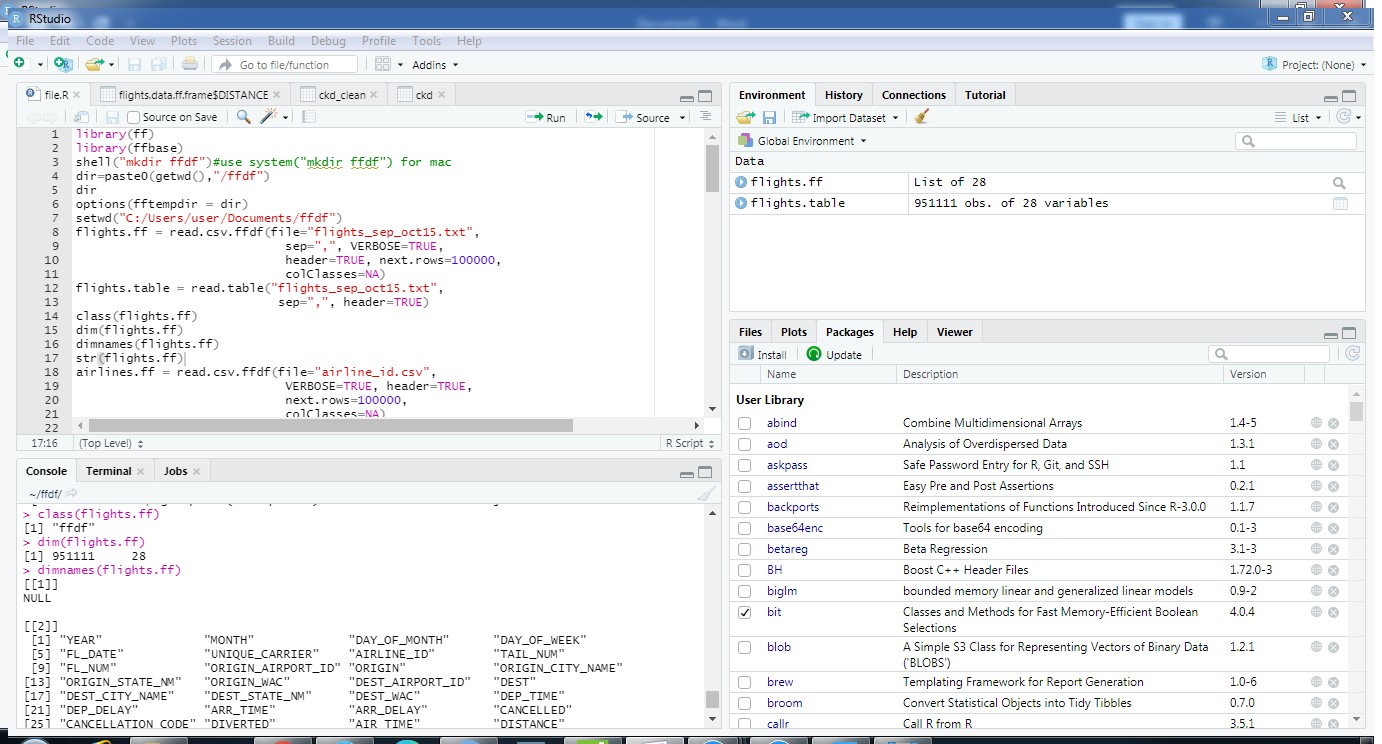 RStudio
File Edit Code View Plots Session Build Debug Profile Tools Help
Go to file/function Addins Project: (None)
file.R flights.data.ff.frame$DISTANCE ckd_clean ckd
Source on Save Run Source
1 library(ff)
2 library(ffbase)
3 shell("mkdir ffdf")#use system("mkdir ffdf") for mac
4 dir=paste0(getwd(),"/ffdf")
5 dir
6 options(fftempdir = dir)
7 setwd("C:/Users/user/Documents/ffdf")
8 flights.ff = read.csv.ffdf(file="flights_sep_oct15.txt",
9 sep=",", VERBOSE=TRUE,
10 header=TRUE, next.rows=100000,
11 colClasses=NA)
12 flights.table = read.table("flights_sep_oct15.txt",
13 sep=",", header=TRUE)
14 class(flights.ff)
15 dim(flights.ff)
16 dimnames(flights.ff)
17 str(flights.ff)
18 airlines.ff = read.csv.ffdf(file="airline_id.csv",
19 VERBOSE=TRUE, header=TRUE,
20 next.rows=100000,
21 colClasses=NA)
22
17:16 (Top Level) R Script
Console Terminal Jobs
~/ffdf/
> class(flights.ff)
[1] "ffdf"
> dim(flights.ff)
[1] 951111 28
> dimnames(flights.ff)
[[1]]
NULL
[[2]]
[1] "YEAR" "MONTH" "DAY_OF_MONTH" "DAY_OF_WEEK"
[5] "FL_DATE" "UNIQUE_CARRIER" "AIRLINE_ID" "TAIL_NUM"
[9] "FL_NUM" "ORIGIN_AIRPORT_ID" "ORIGIN" "ORIGIN_CITY_NAME"
[13] "ORIGIN_STATE_NM" "ORIGIN_WAC" "DEST_AIRPORT_ID" "DEST"
[17] "DEST_CITY_NAME" "DEST_STATE_NM" "DEST_WAC" "DEP_TIME"
[21] "DEP_DELAY" "ARR_TIME" "ARR_DELAY" "CANCELLED"
[25] "CANCELLATION_CODE" "DIVERTED" "AIR_TIME" "DISTANCE"
Environment History Connections Tutorial
Import Dataset List
Global Environment
Data
flights.ff List of 28
flights.table 951111 obs. of 28 variables
Files Plots Packages Help Viewer
Install Update
Name Description Version
User Library
abind Combine Multidimensional Arrays 1.4-5
aod Analysis of Overdispersed Data 1.3.1
askpass Safe Password Entry for R, Git, and SSH 1.1
assertthat Easy Pre and Post Assertions 0.2.1
backports Reimplementations of Functions Introduced Since R-3.0.0 1.1.7
base64enc Tools for base64 encoding 0.1-3
betareg Beta Regression 3.1-3
BH Boost C++ Header Files 1.72.0-3
biglm bounded memory linear and generalized linear models 0.9-2
bit Classes and Methods for Fast Memory-Efficient Boolean 4.0.4
Selections
blob A Simple S3 Class for Representing Vectors of Binary Data 1.2.1
('BLOBS')
brew Templating Framework for Report Generation 1.0-6
broom Convert Statistical Objects into Tidy Tibbles 0.7.0
callr Call R from R 3.5.1